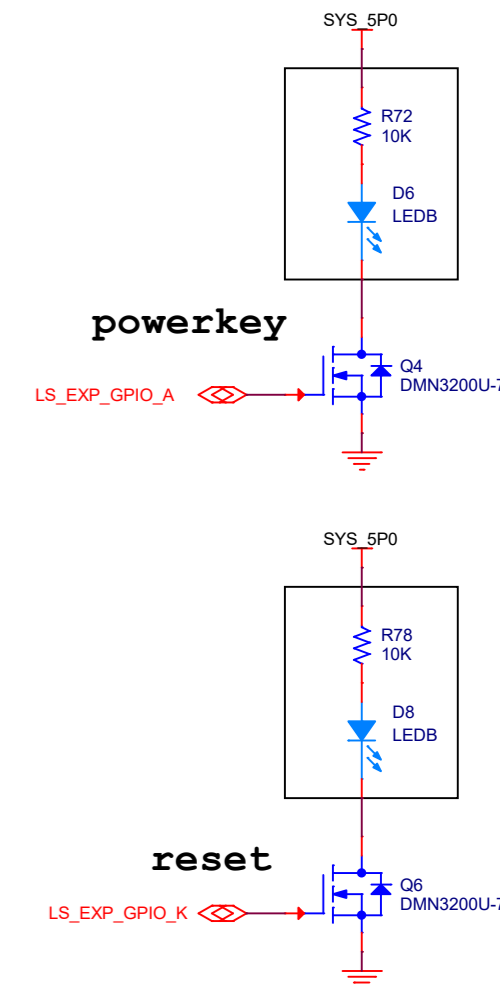 SYS_5P0
R72
10K
D6
LEDB
powerkey
LS_EXP_GPIO_A
Q4
DMN3200U-7
SYS_5P0
R78
10K
D8
LEDB
reset
LS_EXP_GPIO_K
Q6
DMN3200U-7